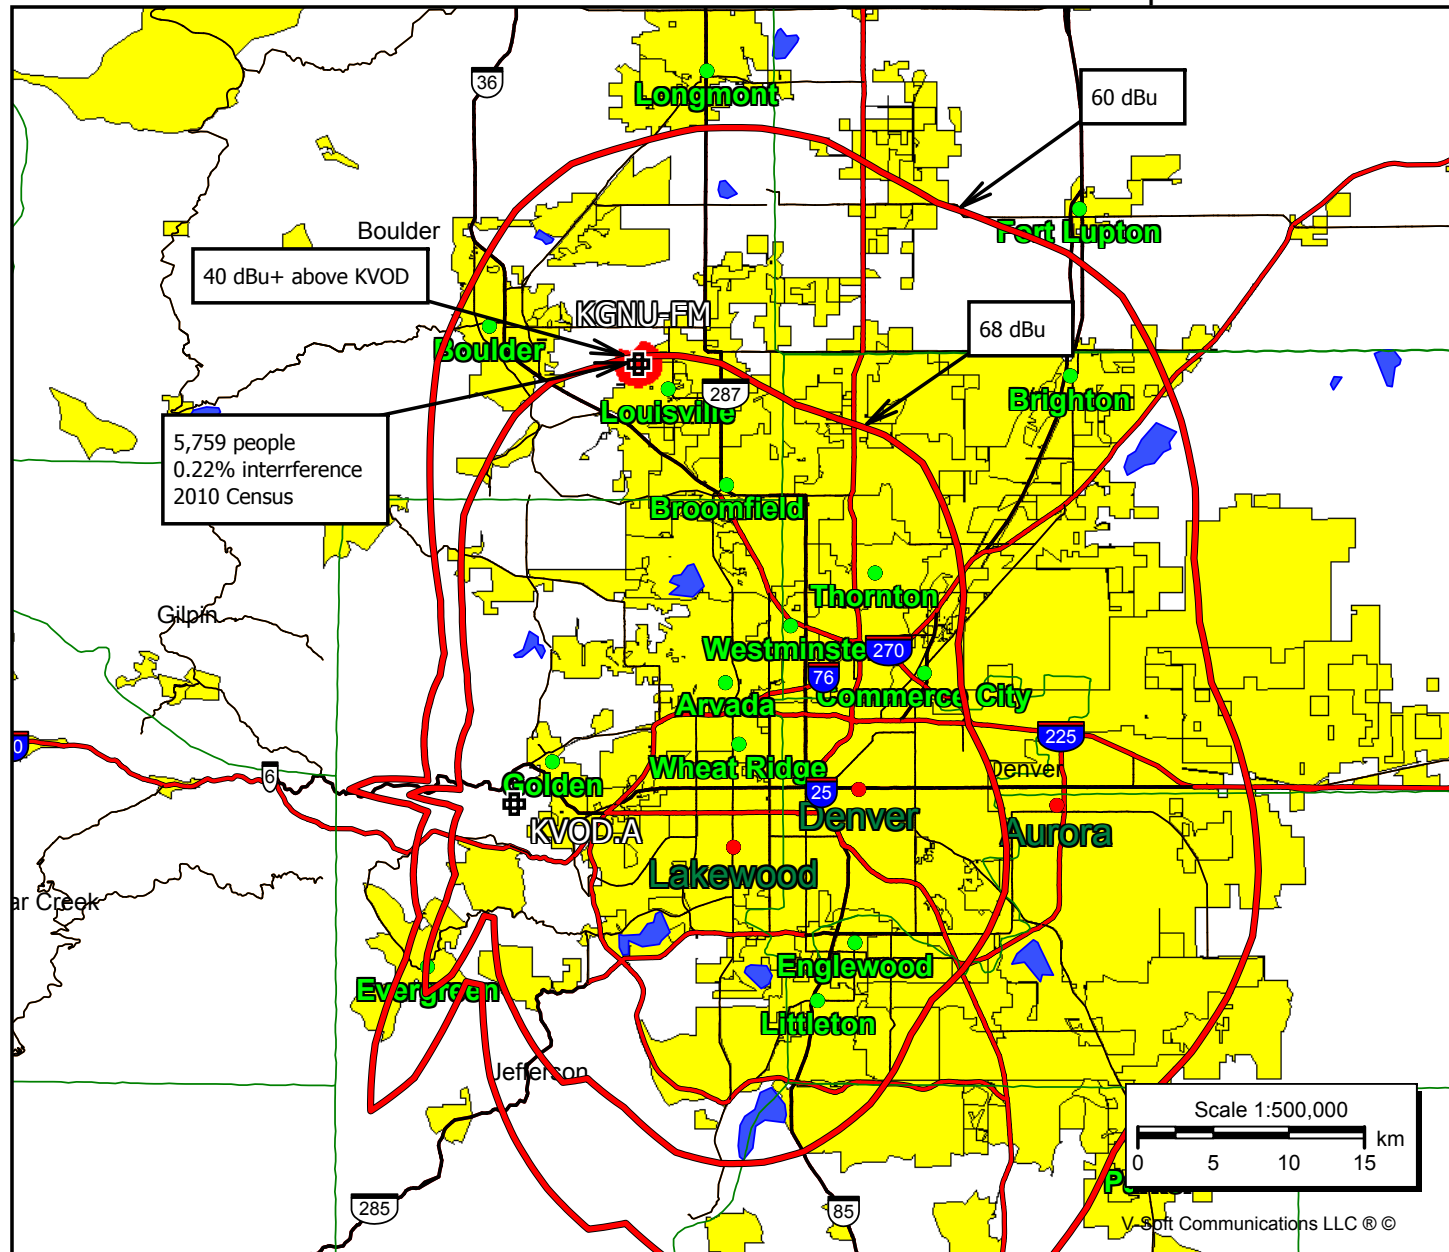 36
Longmont
60 dBu
Boulder
Fort Lupton
40 dBu+ above KVOD
KGNU-FM
68 dBu
Boulder
287
Louisville
Brighton
5,759 people
0.22% interrference
2010 Census
Broomfield
Thornton
Gilpin
Westminste
270
76
Commerce City
Arvada
225
0
6
Golden
Wheat Ridge
Denver
25
Denver
KVOD.A
Aurora
Lakewood
ar Creek
Englewood
Evergreen
Littleton
Jefferson
Scale 1:500,000
km
0 5 10 15
285
85
V-Soft Communications LLC ® ©